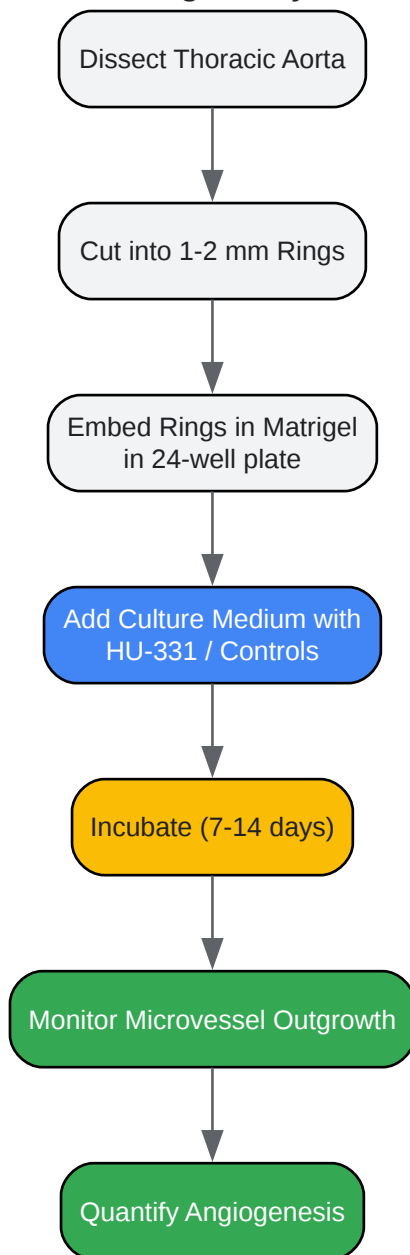 Dissect Thoracic Aorta
Cut into 1-2 mm Rings
Embed Rings in Matrigel
in 24-well plate
Add Culture Medium with
HU-331 / Controls
Incubate (7-14 days)
Monitor Microvessel Outgrowth
Quantify Angiogenesis